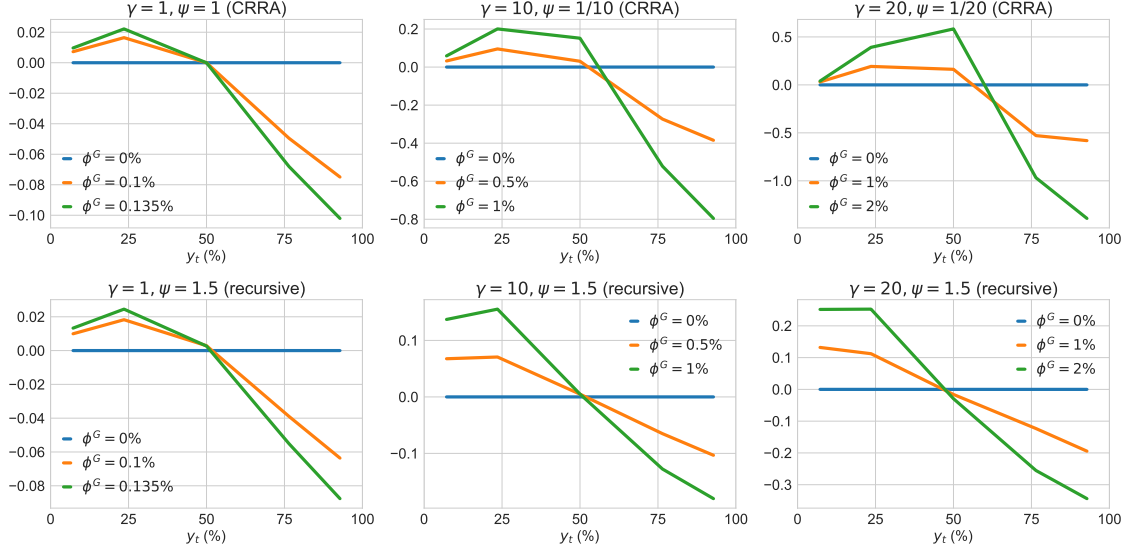 γ = 1, ψ = 1 (CRRA)
0.02
0.00
−0.02
−0.04
−0.06
−0.08
−0.10
ϕ^G = 0%
ϕ^G = 0.1%
ϕ^G = 0.135%
0 25 50 75 100
y_t (%)
γ = 10, ψ = 1/10 (CRRA)
0.2
0.0
−0.2
−0.4
−0.6
−0.8
ϕ^G = 0%
ϕ^G = 0.5%
ϕ^G = 1%
0 25 50 75 100
y_t (%)
γ = 20, ψ = 1/20 (CRRA)
0.5
0.0
−0.5
−1.0
ϕ^G = 0%
ϕ^G = 1%
ϕ^G = 2%
0 25 50 75 100
y_t (%)
γ = 1, ψ = 1.5 (recursive)
0.02
0.00
−0.02
−0.04
−0.06
−0.08
ϕ^G = 0%
ϕ^G = 0.1%
ϕ^G = 0.135%
0 25 50 75 100
y_t (%)
γ = 10, ψ = 1.5 (recursive)
0.1
0.0
−0.1
ϕ^G = 0%
ϕ^G = 0.5%
ϕ^G = 1%
0 25 50 75 100
y_t (%)
γ = 20, ψ = 1.5 (recursive)
0.2
0.1
0.0
−0.1
−0.2
−0.3
ϕ^G = 0%
ϕ^G = 1%
ϕ^G = 2%
0 25 50 75 100
y_t (%)